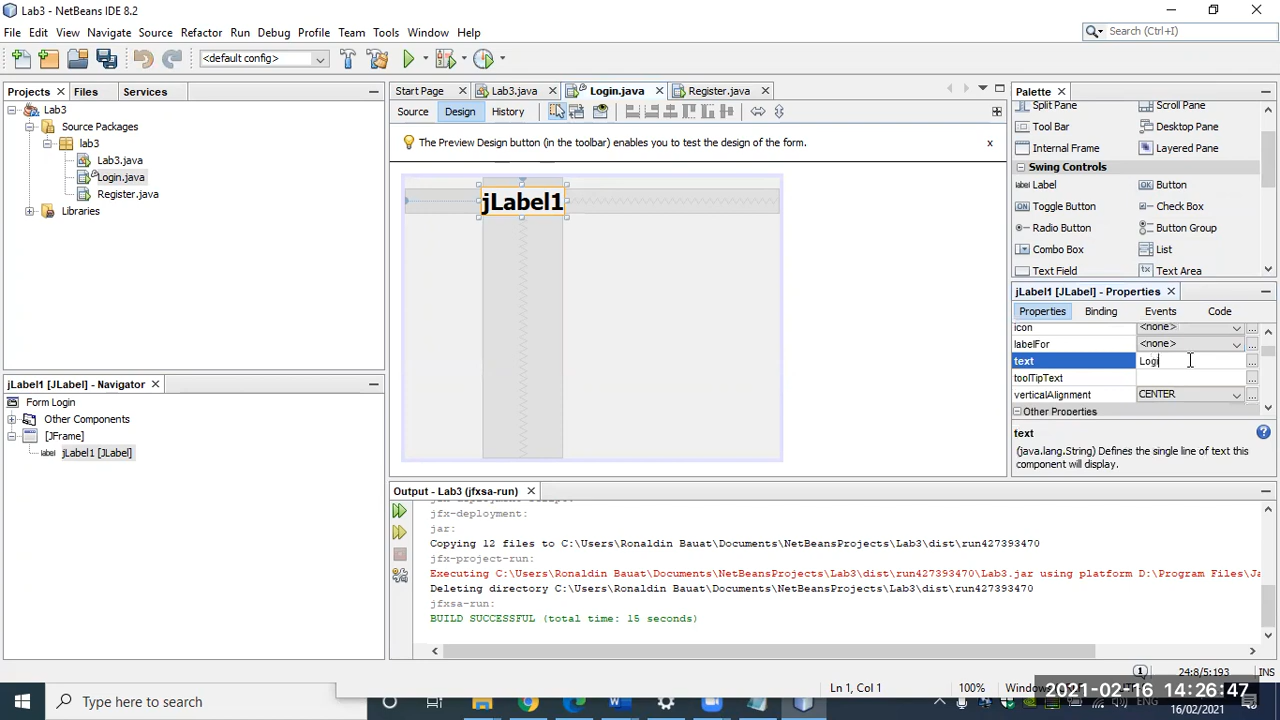 Lab3 - NetBeans IDE 8.2
File Edit View Navigate Source Refactor Run Debug Profile Team Tools Window Help
Search (Ctrl+I)
<default config>
Projects Files Services
Start Page Lab3.java Login.java Register.java
Palette
Source Design History
The Preview Design button (in the toolbar) enables you to test the design of the form.
x
Lab3
Source Packages
lab3
Lab3.java
Login.java
Register.java
Libraries
jLabel1
Split Pane Scroll Pane
Tool Bar Desktop Pane
Internal Frame Layered Pane
Swing Controls
label Label OK Button
ON Toggle Button Check Box
Radio Button Button Group
Combo Box List
Text Field Text Area
jLabel1 [JLabel] - Properties
Properties Binding Events Code
icon <none> ...
labelFor <none> ...
text Logi ...
toolTipText ...
verticalAlignment CENTER ...
Other Properties
text
(java.lang.String) Defines the single line of text this
component will display.
jLabel1 [JLabel] - Navigator
Form Login
Other Components
[JFrame]
label jLabel1 [JLabel]
Output - Lab3 (jfxsa-run)
jfx-deployment:
jar:
Copying 12 files to C:\Users\Ronaldin Bauat\Documents\NetBeansProjects\Lab3\dist\run427393470
jfx-project-run:
Executing C:\Users\Ronaldin Bauat\Documents\NetBeansProjects\Lab3\dist\run427393470\Lab3.jar using platform D:\Program Files\Ja
Deleting directory C:\Users\Ronaldin Bauat\Documents\NetBeansProjects\Lab3\dist\run427393470
jfxsa-run:
BUILD SUCCESSFUL (total time: 15 seconds)
1 24:8/5:193 INS
Ln 1, Col 1 100%
2021-02-16 14:26:47
Type here to search
ENG
16/02/2021